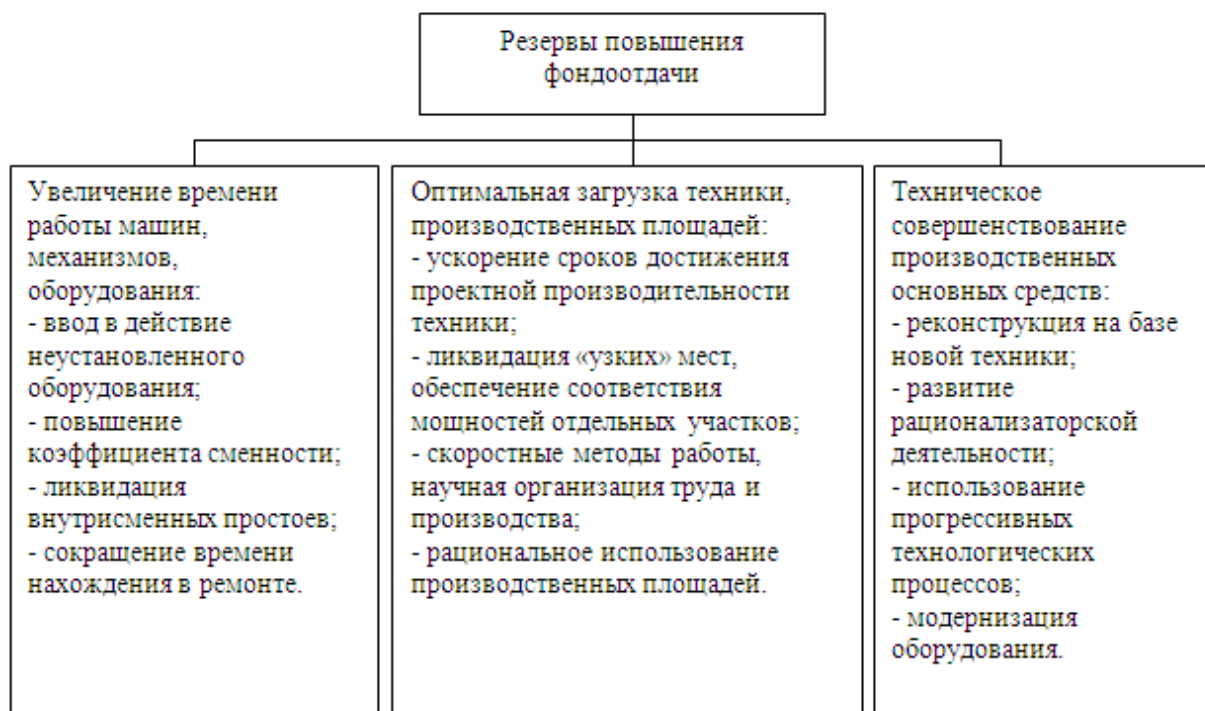 Резервы повышения
фондоотдачи
Увеличение времени
работы машин,
механизмов,
оборудования:
- ввод в действие
неустановленного
оборудования;
- повышение
коэффициента сменности;
- ликвидация
внутрисменных простоев;
- сокращение времени
нахождения в ремонте.
Оптимальная загрузка техники,
производственных площадей:
- ускорение сроков достижения
проектной производительности
техники;
- ликвидация «узких» мест,
обеспечение соответствия
мощностей отдельных участков;
- скоростные методы работы,
научная организация труда и
производства;
- рациональное использование
производственных площадей.
Техническое
совершенствование
производственных
основных средств:
- реконструкция на базе
новой техники;
- развитие
рационализаторской
деятельности;
- использование
прогрессивных
технологических
процессов;
- модернизация
оборудования.